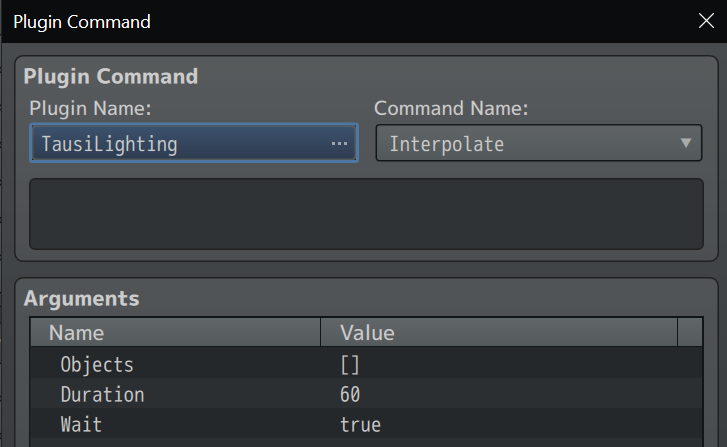 Plugin Command
Plugin Command
Plugin Name: Command Name:
TausiLighting ... Interpolate
Arguments
Name Value
Objects []
Duration 60
Wait true